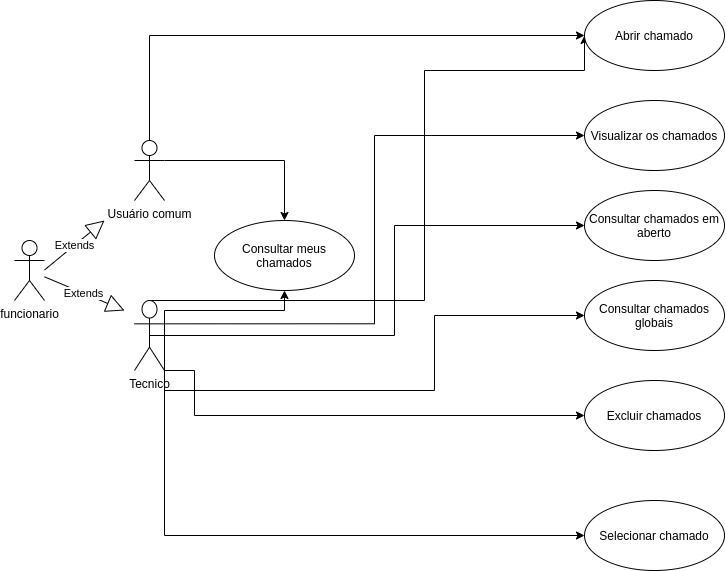 Abrir chamado
Visualizar os chamados
Usuário comum
Consultar chamados em
aberto
Extends
Consultar meus
chamados
Extends
funcionario
Consultar chamados
globais
Tecnico
Excluir chamados
Selecionar chamado